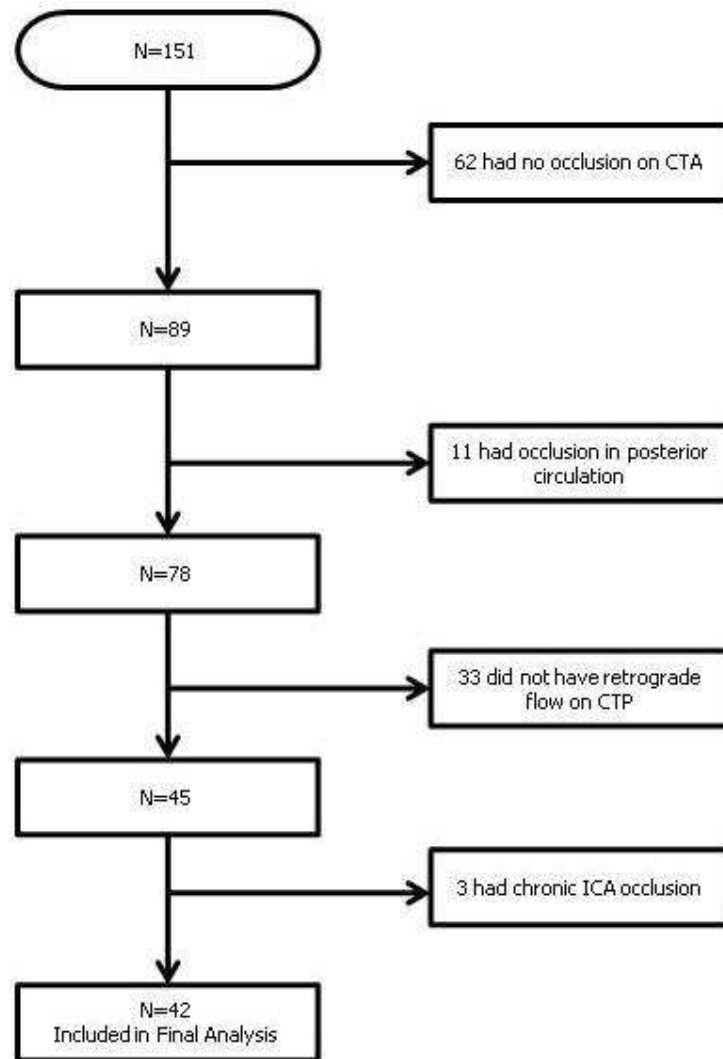 N=151
62 had no occlusion on CTA
N=89
11 had occlusion in posterior
circulation
N=78
33 did not have retrograde
flow on CTP
N=45
3 had chronic ICA occlusion
N=42
Included in Final Analysis